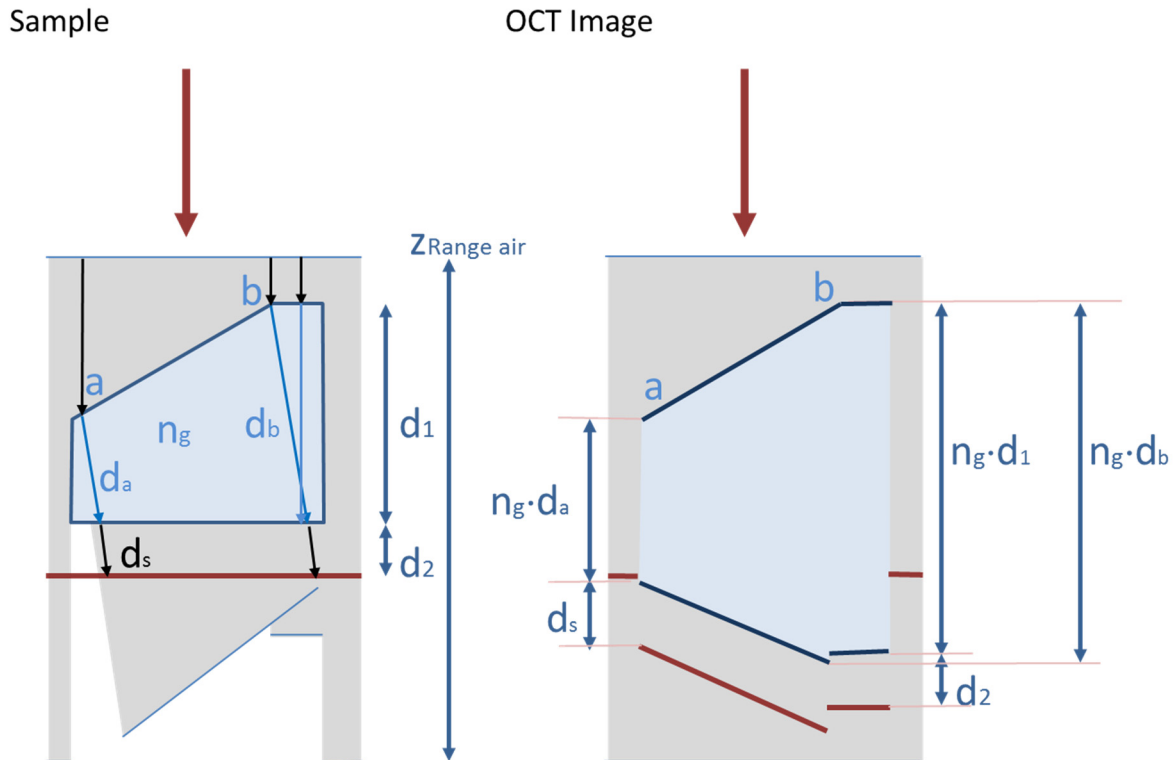 Sample
OCT Image
zRange air
b
a
ng
db
da
d1
ds
d2
b
a
ng·d1
ng·db
ng·da
ds
d2